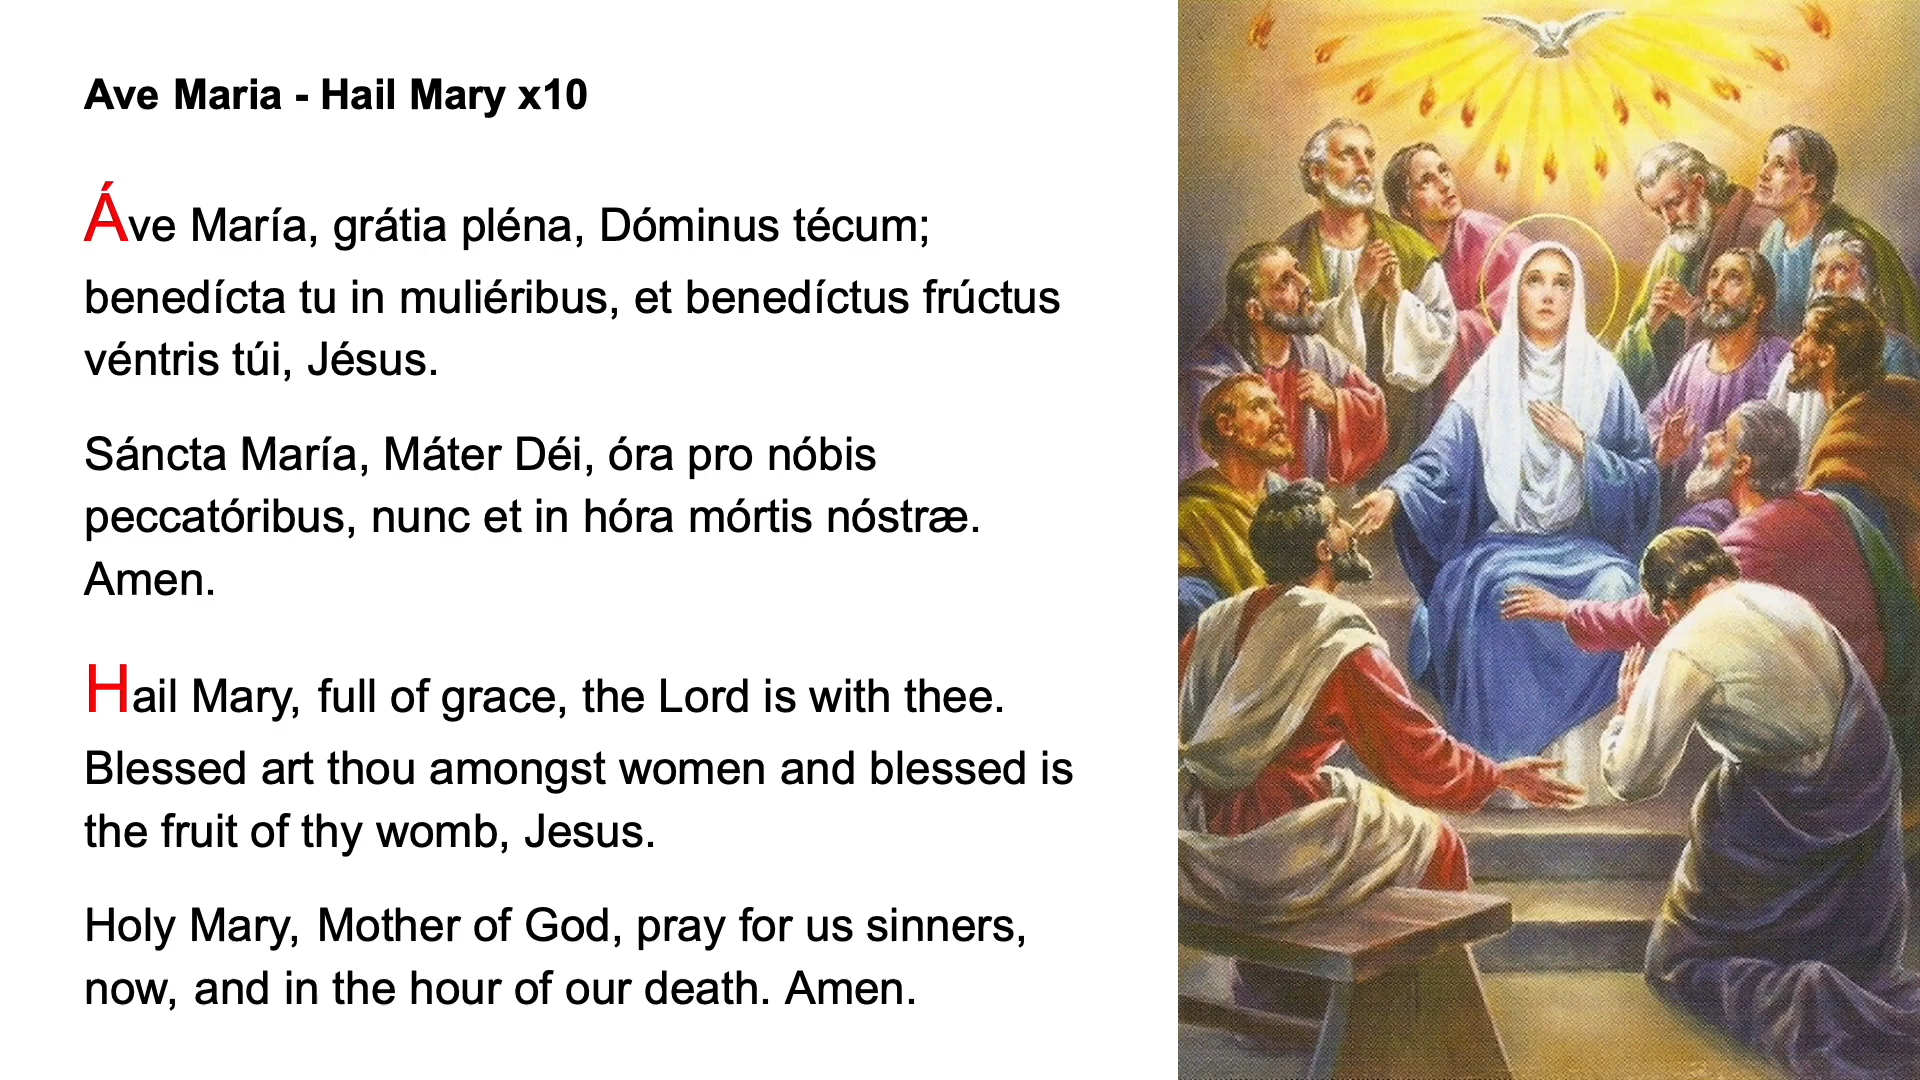 Ave Maria - Hail Mary x10
Áve María, grátia pléna, Dóminus técum;
benedícta tu in muliéribus, et benedíctus frúctus
véntris túi, Jésus.
Sáncta María, Máter Déi, óra pro nóbis
peccatóribus, nunc et in hóra mórtis nóstræ.
Amen.
Hail Mary, full of grace, the Lord is with thee.
Blessed art thou amongst women and blessed is
the fruit of thy womb, Jesus.
Holy Mary, Mother of God, pray for us sinners,
now, and in the hour of our death. Amen.